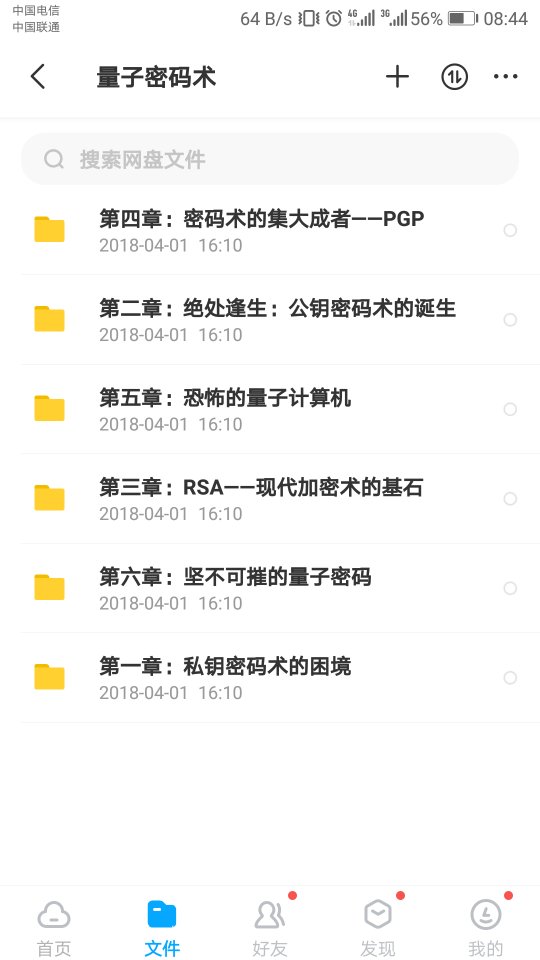 中国电信
中国联通
64 B/s 4G 3G 56% 08:44
量子密码术
搜索网盘文件
第四章：密码术的集大成者——PGP
2018-04-01 16:10
第二章：绝处逢生：公钥密码术的诞生
2018-04-01 16:10
第五章：恐怖的量子计算机
2018-04-01 16:10
第三章：RSA——现代加密术的基石
2018-04-01 16:10
第六章：坚不可摧的量子密码
2018-04-01 16:10
第一章：私钥密码术的困境
2018-04-01 16:10
首页 文件 好友 发现 我的